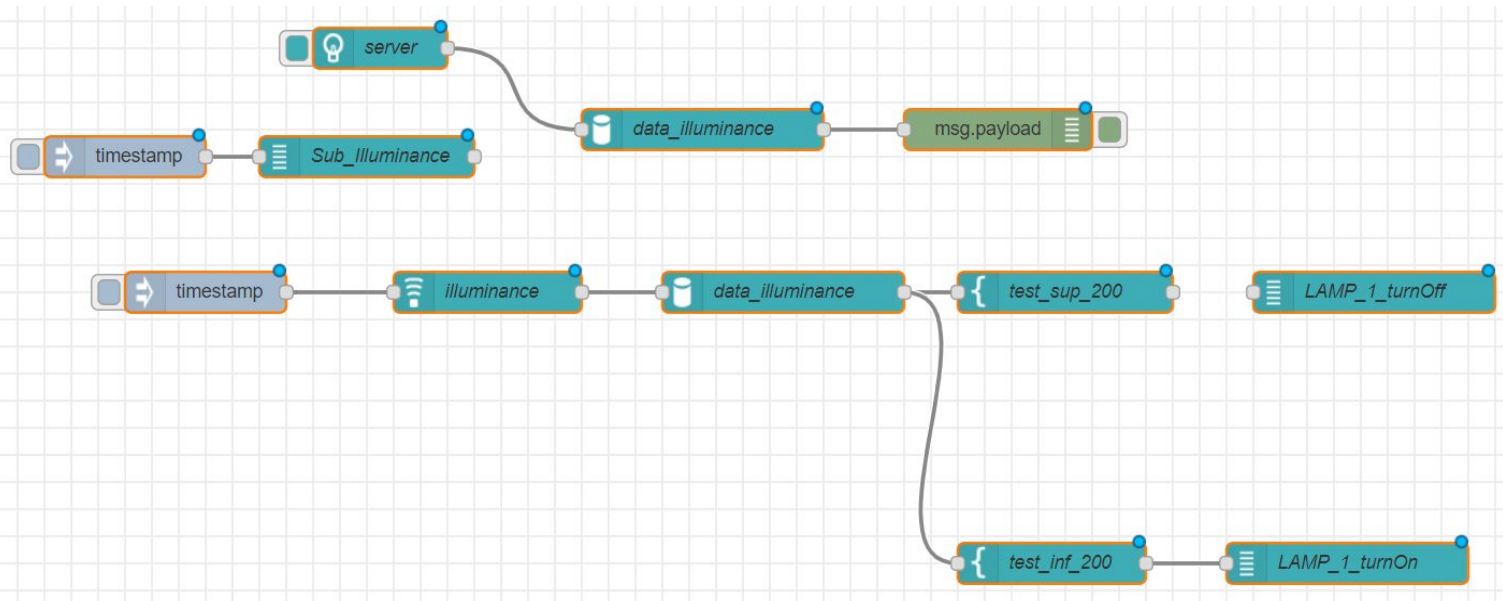 server
data_illuminance
msg.payload
timestamp
Sub_Illuminance
timestamp
illuminance
data_illuminance
test_sup_200
LAMP_1_turnOff
test_inf_200
LAMP_1_turnOn